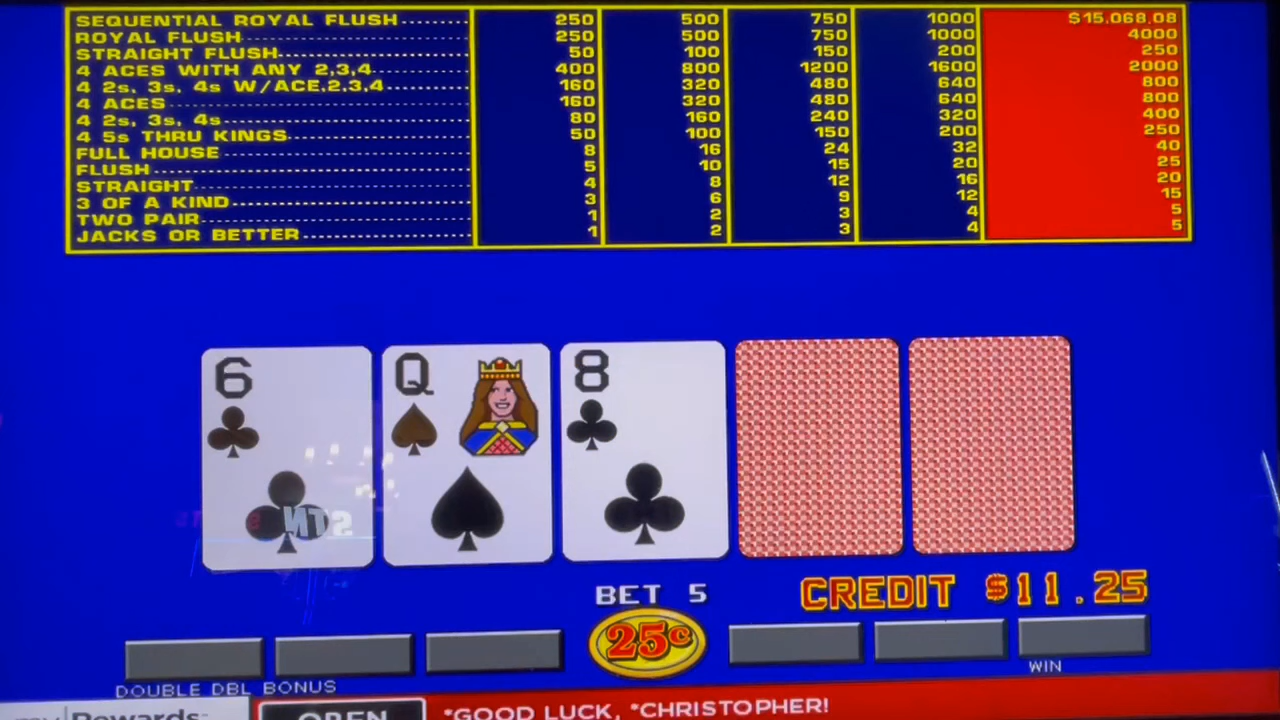 SEQUENTIAL ROYAL FLUSH 250 500 750 1000 $15,068.08
ROYAL FLUSH 250 500 750 1000 4000
STRAIGHT FLUSH 50 100 150 200 250
4 ACES WITH ANY 2,3,4 400 800 1200 1600 2000
4 2s, 3s, 4s W/ACE,2,3,4 160 320 480 640 800
4 ACES 160 320 480 640 800
4 2s, 3s, 4s 80 160 240 320 400
4 5s THRU KINGS 50 100 150 200 250
FULL HOUSE 8 16 24 32 40
FLUSH 5 10 15 20 25
STRAIGHT 4 8 12 16 20
3 OF A KIND 3 6 9 12 15
TWO PAIR 1 2 3 4 5
JACKS OR BETTER 1 2 3 4 5
6 Q 8
BET 5 CREDIT $11.25
25¢
WIN
DOUBLE DBL BONUS
my|Rewards OPEN *GOOD LUCK, *CHRISTOPHER!